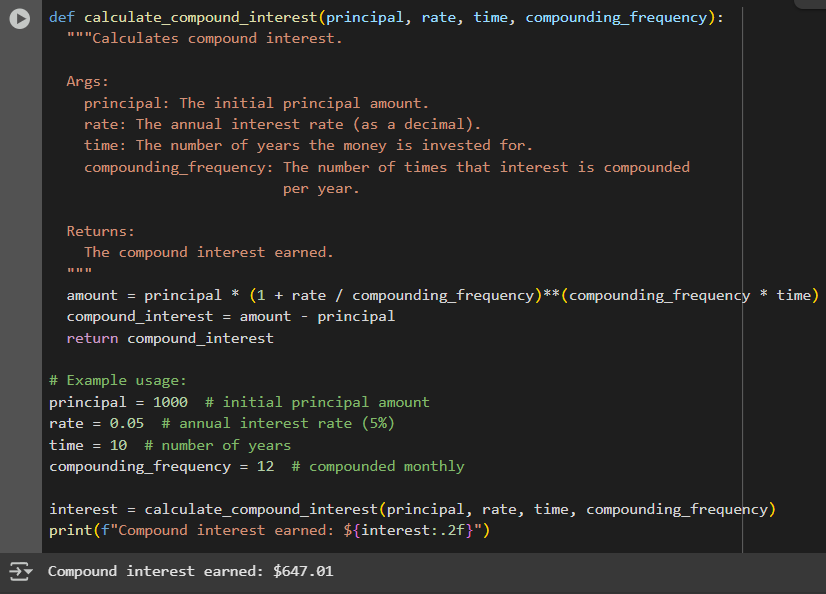 def calculate_compound_interest(principal, rate, time, compounding_frequency):
  """Calculates compound interest.

  Args:
    principal: The initial principal amount.
    rate: The annual interest rate (as a decimal).
    time: The number of years the money is invested for.
    compounding_frequency: The number of times that interest is compounded
                           per year.

  Returns:
    The compound interest earned.
  """
  amount = principal * (1 + rate / compounding_frequency)**(compounding_frequency * time)
  compound_interest = amount - principal
  return compound_interest

# Example usage:
principal = 1000  # initial principal amount
rate = 0.05  # annual interest rate (5%)
time = 10  # number of years
compounding_frequency = 12  # compounded monthly

interest = calculate_compound_interest(principal, rate, time, compounding_frequency)
print(f"Compound interest earned: ${interest:.2f}")
Compound interest earned: $647.01